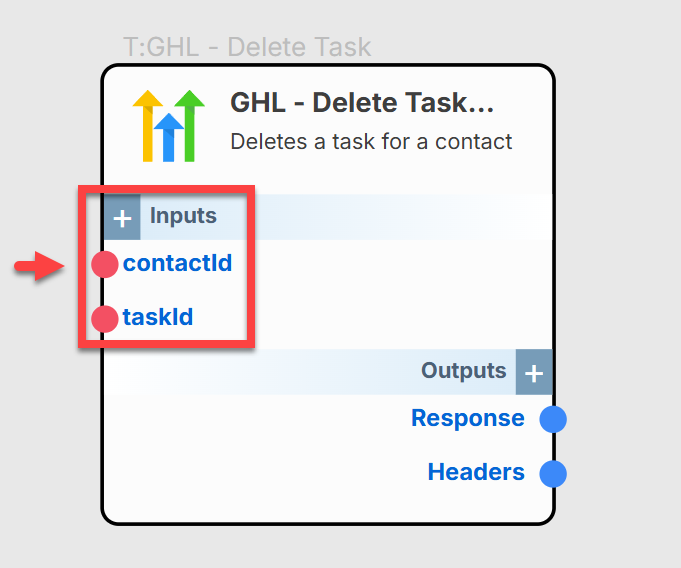 T:GHL - Delete Task
GHL - Delete Task...
Deletes a task for a contact
+ Inputs
contactId
taskId
Outputs +
Response
Headers